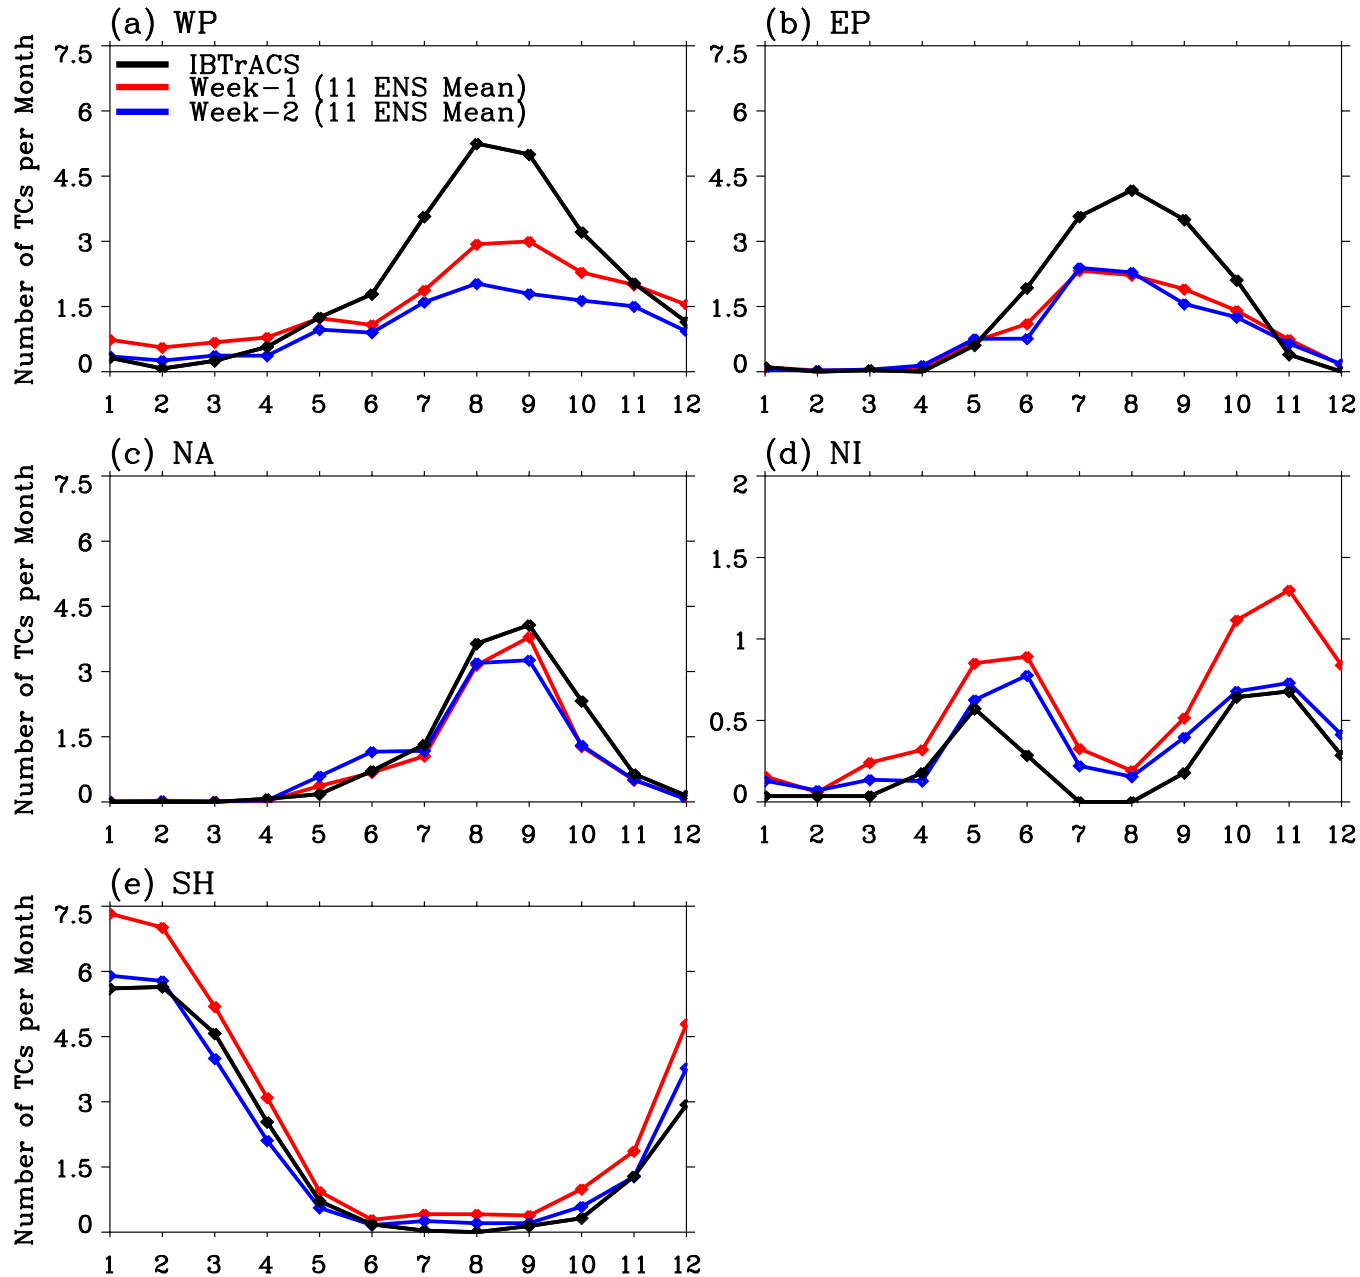 (a) WP
IBTrACS
Week-1 (11 ENS Mean)
Week-2 (11 ENS Mean)
Number of TCs per Month
7.5
6
4.5
3
1.5
0
1 2 3 4 5 6 7 8 9 10 11 12
(b) EP
7.5
6
4.5
3
1.5
0
1 2 3 4 5 6 7 8 9 10 11 12
(c) NA
Number of TCs per Month
7.5
6
4.5
3
1.5
0
1 2 3 4 5 6 7 8 9 10 11 12
(d) NI
2
1.5
1
0.5
0
1 2 3 4 5 6 7 8 9 10 11 12
(e) SH
Number of TCs per Month
7.5
6
4.5
3
1.5
0
1 2 3 4 5 6 7 8 9 10 11 12